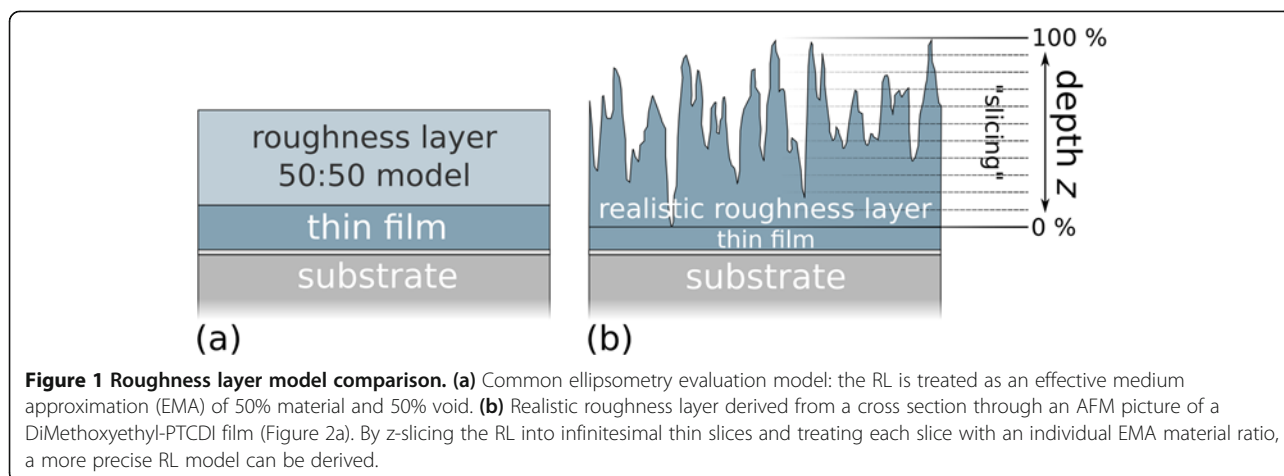 roughness layer
50:50 model
thin film
substrate
(a)
100 %
"slicing"
depth z
realistic roughness layer
0 %
thin film
substrate
(b)
Figure 1 Roughness layer model comparison. (a) Common ellipsometry evaluation model: the RL is treated as an effective medium
approximation (EMA) of 50% material and 50% void. (b) Realistic roughness layer derived from a cross section through an AFM picture of a
DiMethoxyethyl-PTCDI film (Figure 2a). By z-slicing the RL into infinitesimal thin slices and treating each slice with an individual EMA material ratio,
a more precise RL model can be derived.